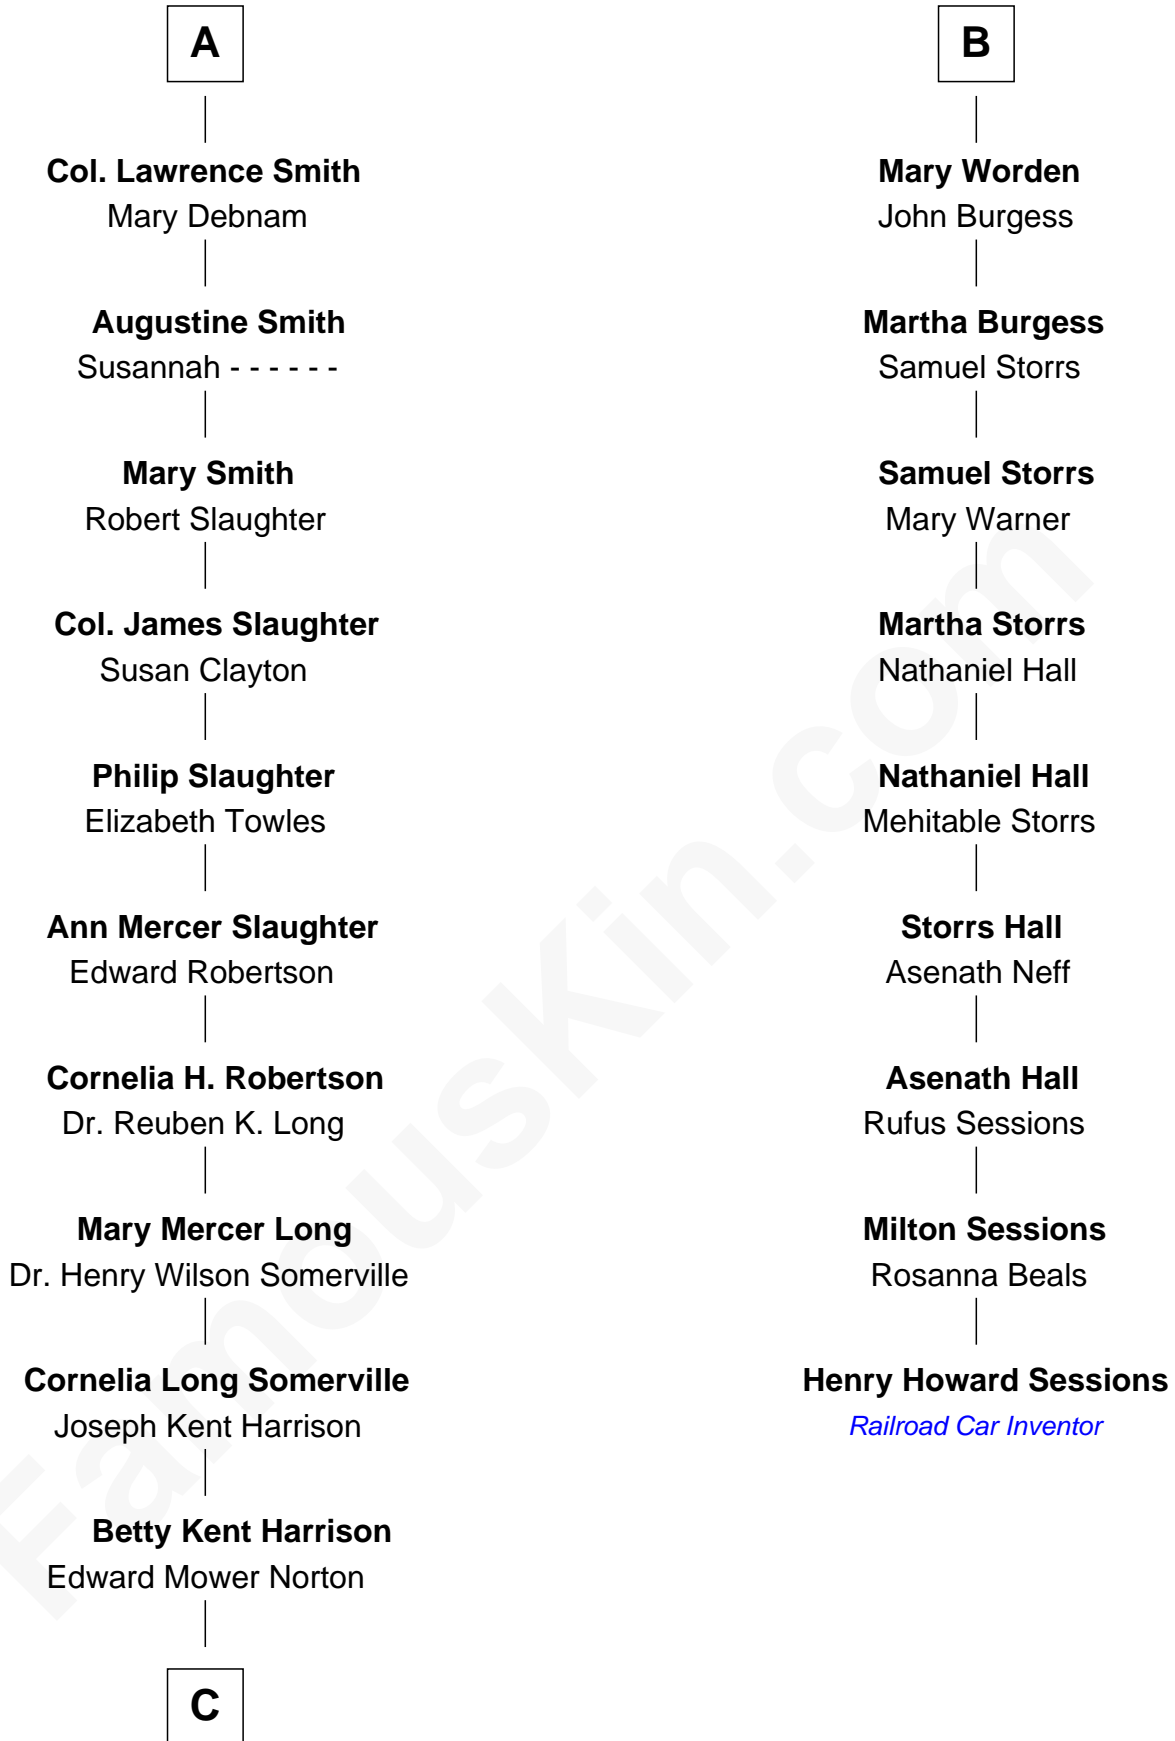 A
Col. Lawrence Smith
Mary Debnam
Augustine Smith
Susannah - - - - - -
Mary Smith
Robert Slaughter
Col. James Slaughter
Susan Clayton
Philip Slaughter
Elizabeth Towles
Ann Mercer Slaughter
Edward Robertson
Cornelia H. Robertson
Dr. Reuben K. Long
Mary Mercer Long
Dr. Henry Wilson Somerville
Cornelia Long Somerville
Joseph Kent Harrison
Betty Kent Harrison
Edward Mower Norton
C
B
Mary Worden
John Burgess
Martha Burgess
Samuel Storrs
Samuel Storrs
Mary Warner
Martha Storrs
Nathaniel Hall
Nathaniel Hall
Mehitable Storrs
Storrs Hall
Asenath Neff
Asenath Hall
Rufus Sessions
Milton Sessions
Rosanna Beals
Henry Howard Sessions
Railroad Car Inventor
FamousKin.com